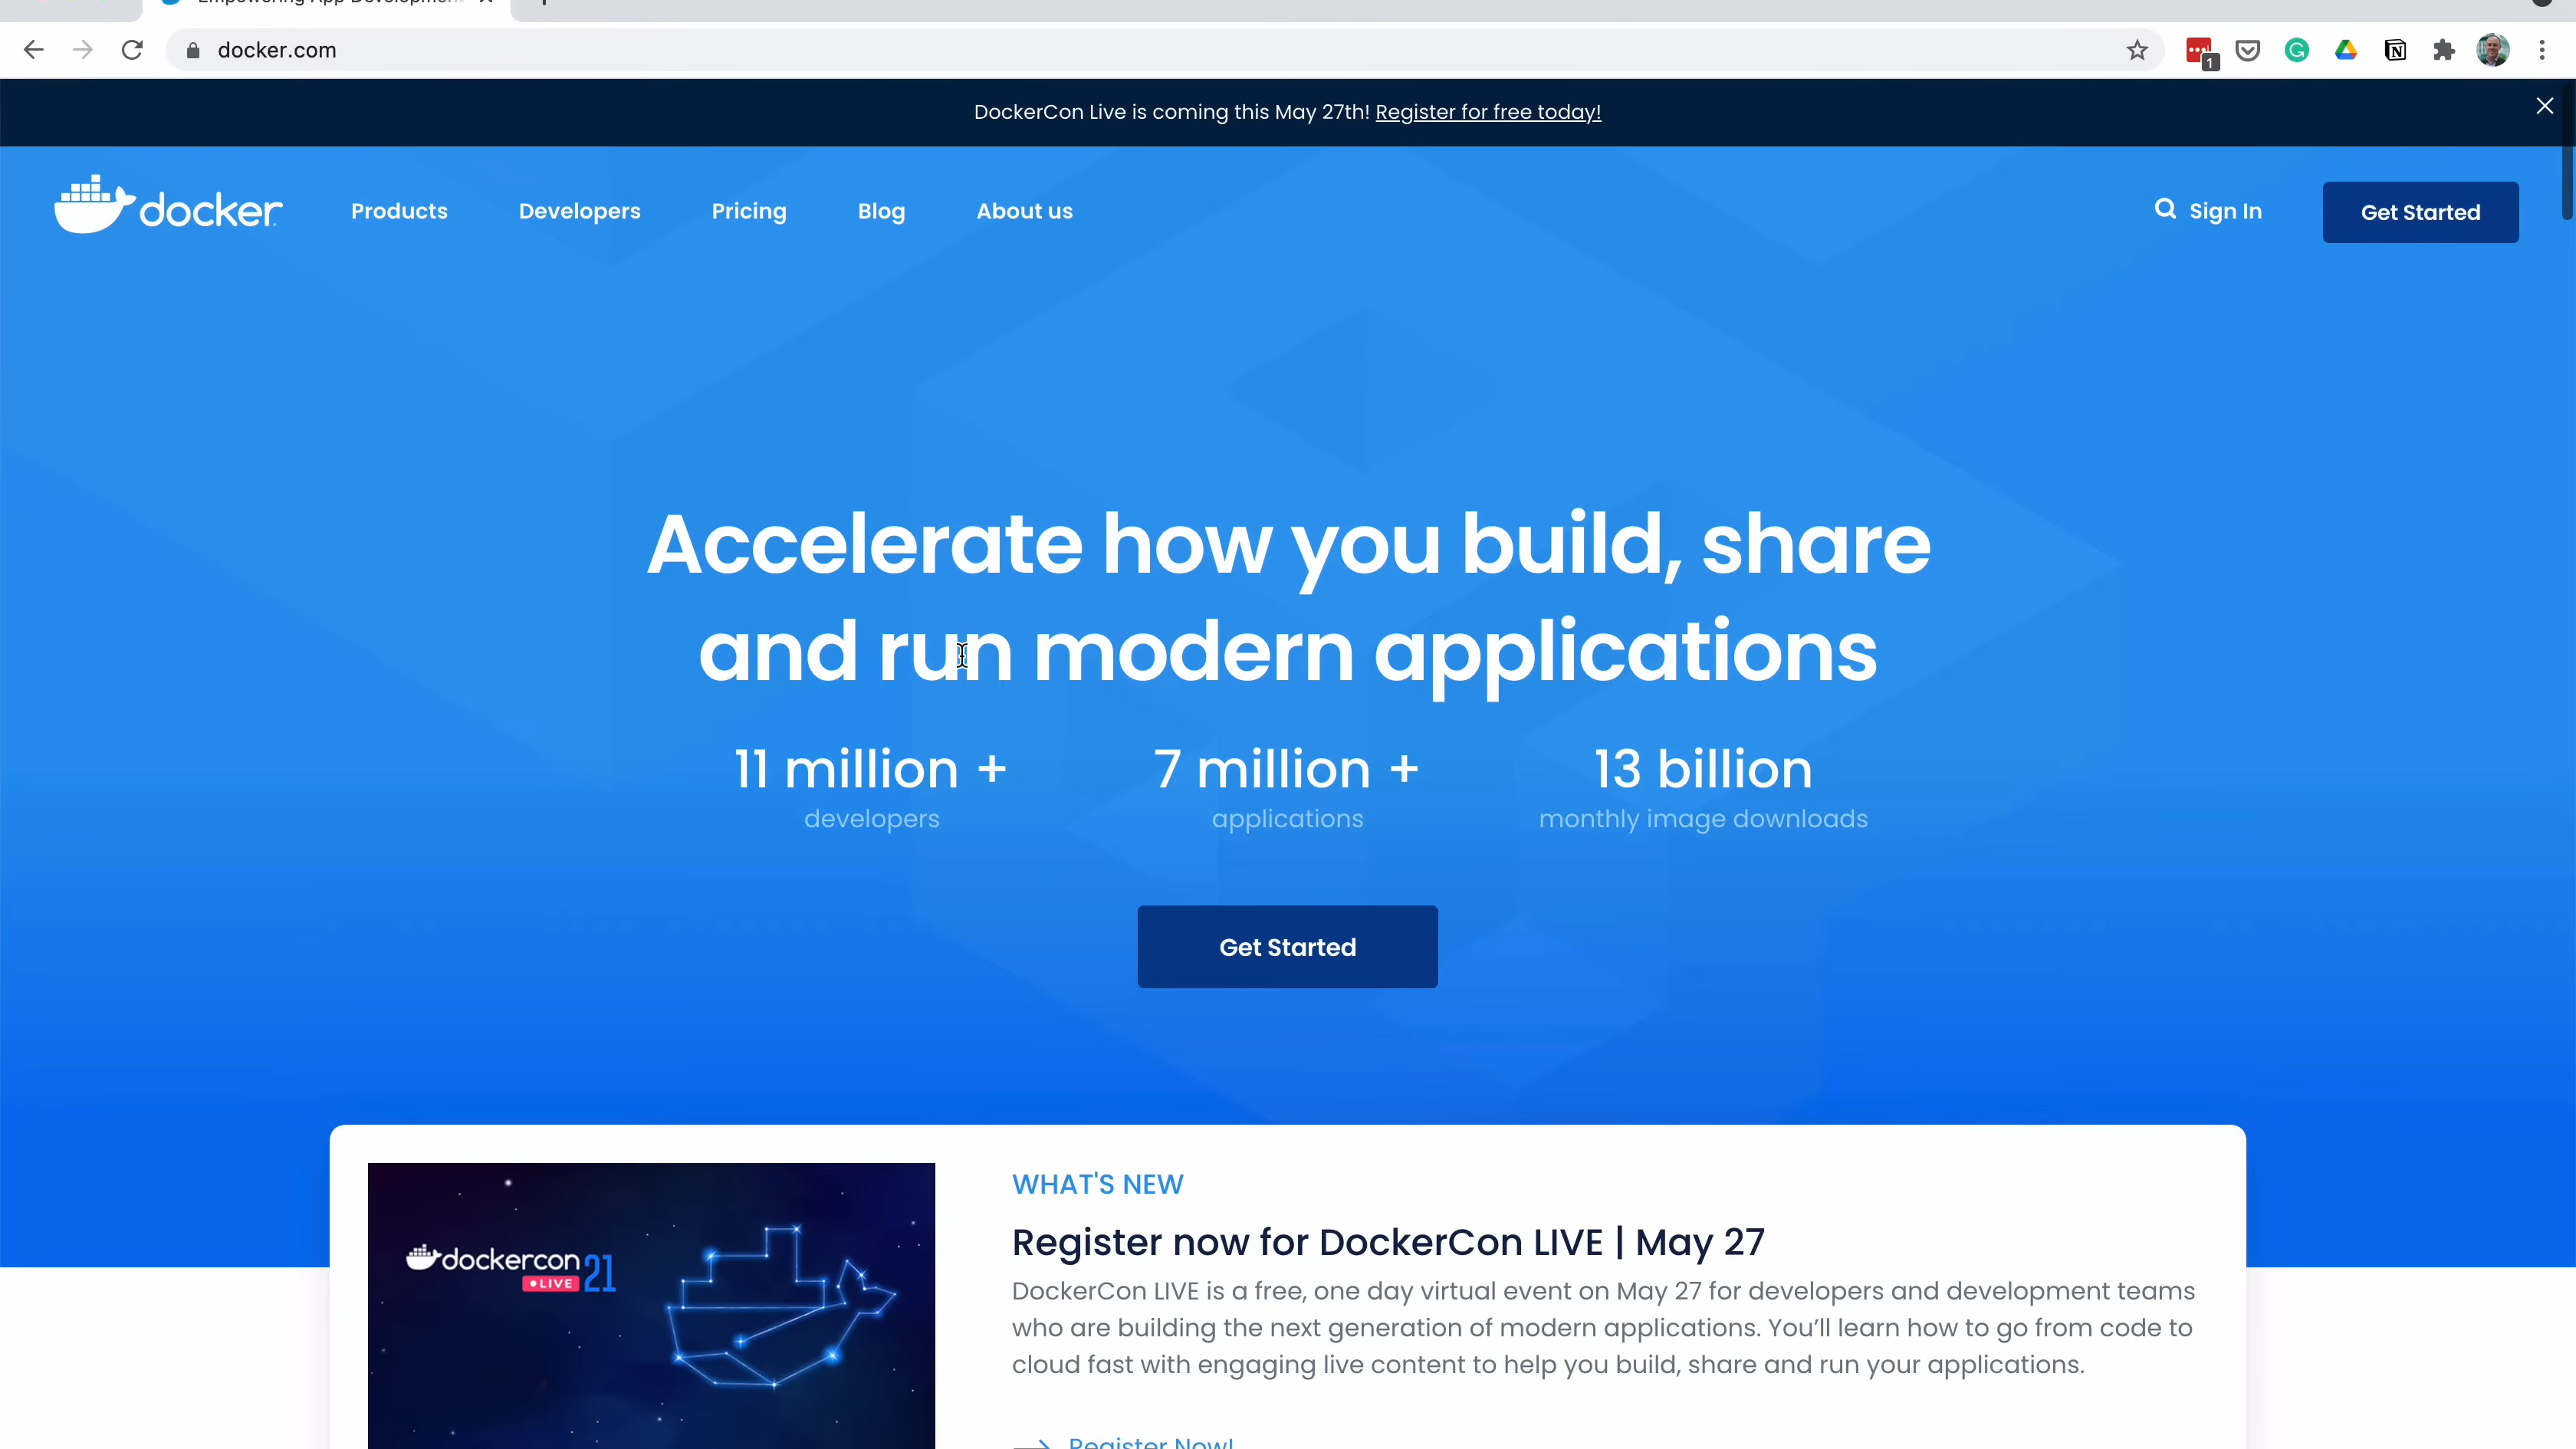 Empowering App Development
docker.com
1
DockerCon Live is coming this May 27th! Register for free today!
docker
Products
Developers
Pricing
Blog
About us
Sign In
Get Started
Accelerate how you build, share
and run modern applications
11 million +
developers
7 million +
applications
13 billion
monthly image downloads
Get Started
dockercon
LIVE 21
WHAT'S NEW
Register now for DockerCon LIVE | May 27
DockerCon LIVE is a free, one day virtual event on May 27 for developers and development teams
who are building the next generation of modern applications. You’ll learn how to go from code to
cloud fast with engaging live content to help you build, share and run your applications.
Register Now!